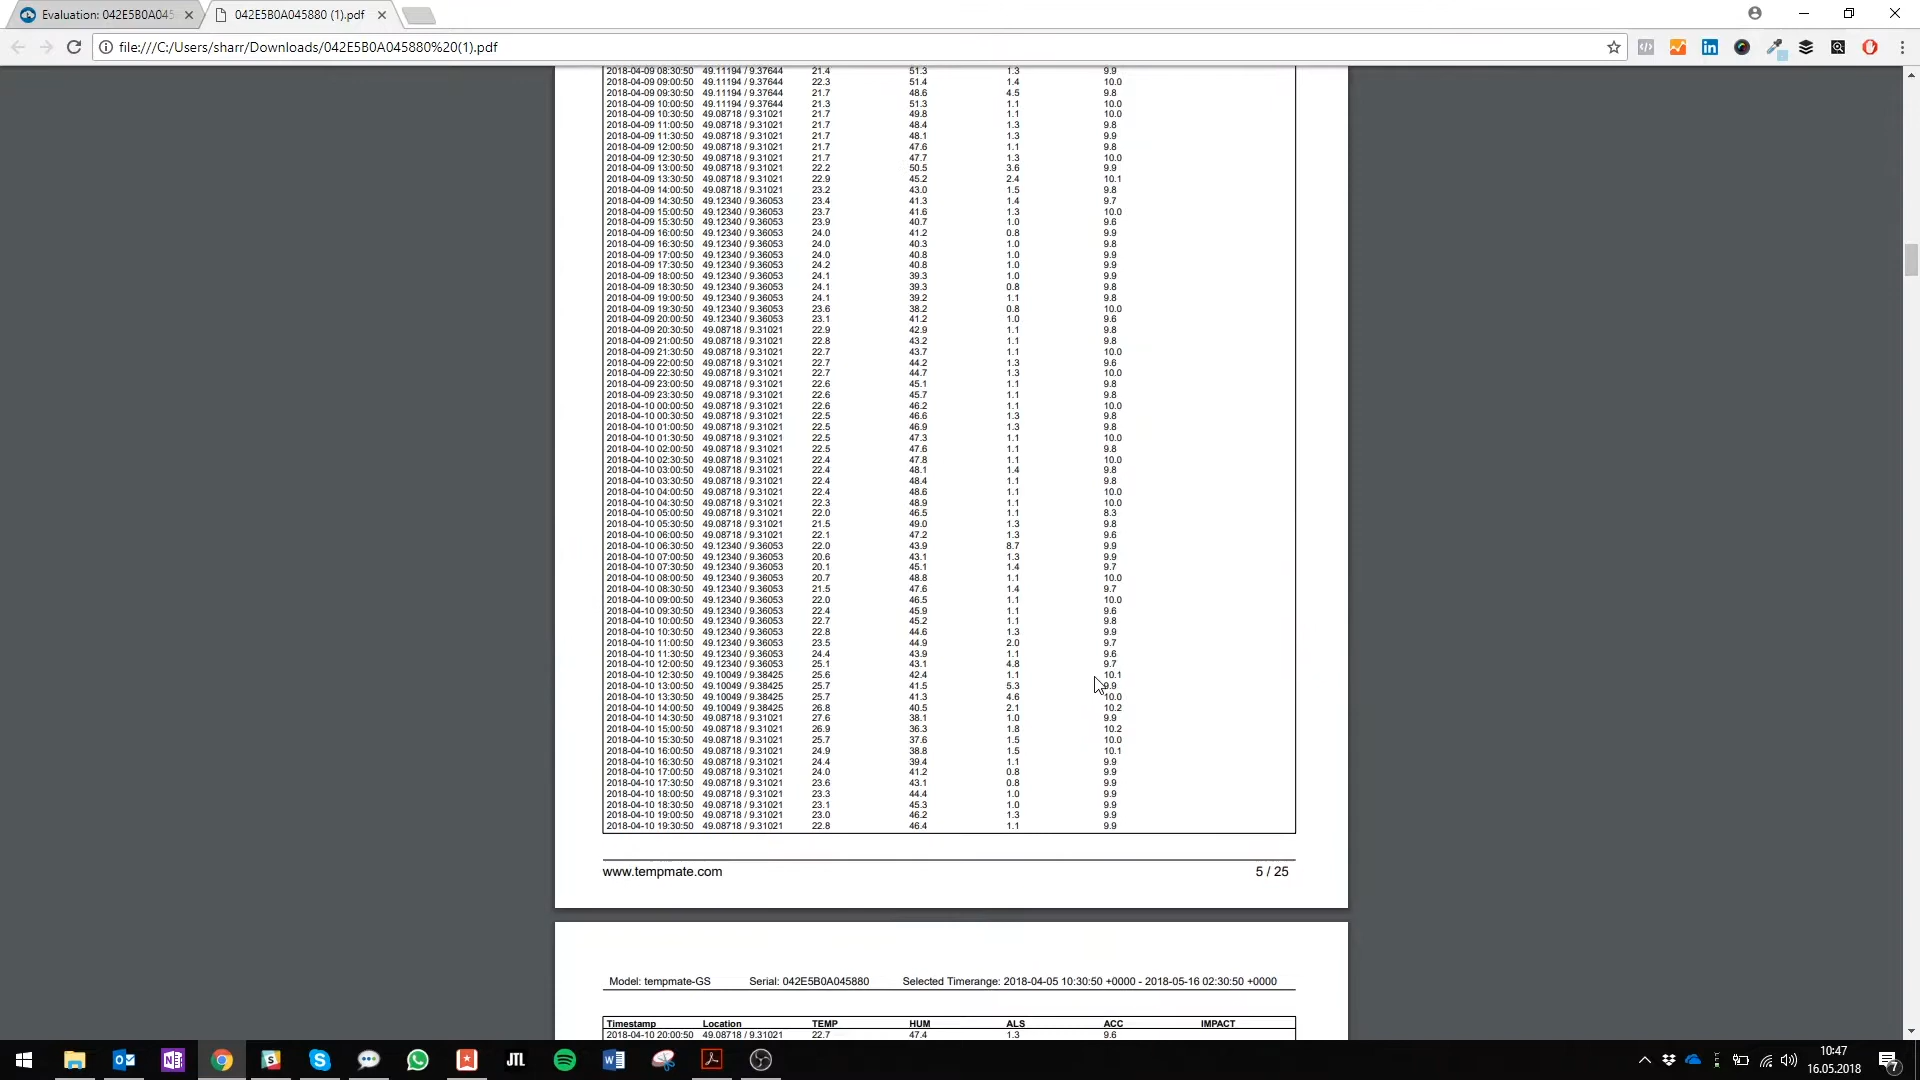 Evaluation: 042E5B0A045
042E5B0A045880 (1).pdf
file:///C:/Users/sharr/Downloads/042E5B0A045880%20(1).pdf
2018-04-09 08:30:50 49.11194 / 9.37644 21.4 51.3 1.3 9.9
2018-04-09 09:00:50 49.11194 / 9.37644 22.3 51.4 1.4 10.0
2018-04-09 09:30:50 49.11194 / 9.37644 21.7 48.6 4.5 9.8
2018-04-09 10:00:50 49.11194 / 9.37644 21.3 51.3 1.1 10.0
2018-04-09 10:30:50 49.08718 / 9.31021 21.7 49.8 1.1 10.0
2018-04-09 11:00:50 49.08718 / 9.31021 21.7 48.4 1.3 9.8
2018-04-09 11:30:50 49.08718 / 9.31021 21.7 48.1 1.3 9.9
2018-04-09 12:00:50 49.08718 / 9.31021 21.7 47.6 1.1 9.8
2018-04-09 12:30:50 49.08718 / 9.31021 21.7 47.7 1.3 10.0
2018-04-09 13:00:50 49.08718 / 9.31021 22.2 50.5 3.6 9.9
2018-04-09 13:30:50 49.08718 / 9.31021 22.9 45.2 2.4 10.1
2018-04-09 14:00:50 49.08718 / 9.31021 23.2 43.0 1.5 9.8
2018-04-09 14:30:50 49.12340 / 9.36053 23.4 41.3 1.4 9.7
2018-04-09 15:00:50 49.12340 / 9.36053 23.7 41.6 1.3 10.0
2018-04-09 15:30:50 49.12340 / 9.36053 23.9 40.7 1.0 9.6
2018-04-09 16:00:50 49.12340 / 9.36053 24.0 41.2 0.8 9.9
2018-04-09 16:30:50 49.12340 / 9.36053 24.0 40.3 1.0 9.8
2018-04-09 17:00:50 49.12340 / 9.36053 24.0 40.8 1.0 9.9
2018-04-09 17:30:50 49.12340 / 9.36053 24.2 40.8 1.0 9.9
2018-04-09 18:00:50 49.12340 / 9.36053 24.1 39.3 1.0 9.9
2018-04-09 18:30:50 49.12340 / 9.36053 24.1 39.3 0.8 9.8
2018-04-09 19:00:50 49.12340 / 9.36053 24.1 39.2 1.1 9.8
2018-04-09 19:30:50 49.12340 / 9.36053 23.6 38.2 0.8 10.0
2018-04-09 20:00:50 49.12340 / 9.36053 23.1 41.2 1.0 9.6
2018-04-09 20:30:50 49.08718 / 9.31021 22.9 42.9 1.1 9.8
2018-04-09 21:00:50 49.08718 / 9.31021 22.8 43.2 1.1 9.8
2018-04-09 21:30:50 49.08718 / 9.31021 22.7 43.7 1.1 10.0
2018-04-09 22:00:50 49.08718 / 9.31021 22.7 44.2 1.3 9.6
2018-04-09 22:30:50 49.08718 / 9.31021 22.7 44.7 1.3 10.0
2018-04-09 23:00:50 49.08718 / 9.31021 22.6 45.1 1.1 9.8
2018-04-09 23:30:50 49.08718 / 9.31021 22.6 45.7 1.1 9.8
2018-04-10 00:00:50 49.08718 / 9.31021 22.6 46.2 1.1 10.0
2018-04-10 00:30:50 49.08718 / 9.31021 22.5 46.6 1.3 9.8
2018-04-10 01:00:50 49.08718 / 9.31021 22.5 46.9 1.3 9.8
2018-04-10 01:30:50 49.08718 / 9.31021 22.5 47.3 1.1 10.0
2018-04-10 02:00:50 49.08718 / 9.31021 22.5 47.6 1.1 9.8
2018-04-10 02:30:50 49.08718 / 9.31021 22.4 47.8 1.1 10.0
2018-04-10 03:00:50 49.08718 / 9.31021 22.4 48.1 1.4 9.8
2018-04-10 03:30:50 49.08718 / 9.31021 22.4 48.4 1.1 9.8
2018-04-10 04:00:50 49.08718 / 9.31021 22.4 48.6 1.1 10.0
2018-04-10 04:30:50 49.08718 / 9.31021 22.3 48.9 1.1 10.0
2018-04-10 05:00:50 49.08718 / 9.31021 22.0 46.5 1.1 8.3
2018-04-10 05:30:50 49.08718 / 9.31021 21.5 49.0 1.3 9.8
2018-04-10 06:00:50 49.08718 / 9.31021 22.1 47.2 1.3 9.6
2018-04-10 06:30:50 49.12340 / 9.36053 22.0 43.9 8.7 9.9
2018-04-10 07:00:50 49.12340 / 9.36053 20.6 43.1 1.3 9.9
2018-04-10 07:30:50 49.12340 / 9.36053 20.1 45.1 1.4 9.7
2018-04-10 08:00:50 49.12340 / 9.36053 20.7 48.8 1.1 10.0
2018-04-10 08:30:50 49.12340 / 9.36053 21.5 47.6 1.4 9.7
2018-04-10 09:00:50 49.12340 / 9.36053 22.0 46.5 1.1 10.0
2018-04-10 09:30:50 49.12340 / 9.36053 22.4 45.9 1.1 9.6
2018-04-10 10:00:50 49.12340 / 9.36053 22.7 45.2 1.1 9.8
2018-04-10 10:30:50 49.12340 / 9.36053 22.8 44.6 1.3 9.9
2018-04-10 11:00:50 49.12340 / 9.36053 23.5 44.9 2.0 9.7
2018-04-10 11:30:50 49.12340 / 9.36053 24.4 43.9 1.1 9.6
2018-04-10 12:00:50 49.12340 / 9.36053 25.1 43.1 4.8 9.7
2018-04-10 12:30:50 49.10049 / 9.38425 25.6 42.4 1.1 10.1
2018-04-10 13:00:50 49.10049 / 9.38425 25.7 41.5 5.3 9.9
2018-04-10 13:30:50 49.10049 / 9.38425 25.7 41.3 4.6 10.0
2018-04-10 14:00:50 49.10049 / 9.38425 26.8 40.5 2.1 10.2
2018-04-10 14:30:50 49.08718 / 9.31021 27.6 38.1 1.0 9.9
2018-04-10 15:00:50 49.08718 / 9.31021 26.9 36.3 1.8 10.2
2018-04-10 15:30:50 49.08718 / 9.31021 25.7 37.6 1.5 10.0
2018-04-10 16:00:50 49.08718 / 9.31021 24.9 38.8 1.5 10.1
2018-04-10 16:30:50 49.08718 / 9.31021 24.4 39.4 1.1 9.9
2018-04-10 17:00:50 49.08718 / 9.31021 24.0 41.2 0.8 9.9
2018-04-10 17:30:50 49.08718 / 9.31021 23.6 43.1 0.8 9.9
2018-04-10 18:00:50 49.08718 / 9.31021 23.3 44.4 1.0 9.9
2018-04-10 18:30:50 49.08718 / 9.31021 23.1 45.3 1.0 9.9
2018-04-10 19:00:50 49.08718 / 9.31021 23.0 46.2 1.3 9.9
2018-04-10 19:30:50 49.08718 / 9.31021 22.8 46.4 1.1 9.9
www.tempmate.com 5 / 25
Model: tempmate-GS Serial: 042E5B0A045880 Selected Timerange: 2018-04-05 10:30:50 +0000 - 2018-05-16 02:30:50 +0000
Timestamp Location TEMP HUM ALS ACC IMPACT
2018-04-10 20:00:50 49.08718 / 9.31021 22.7 47.4 1.3 9.6
JTL
10:47
16.05.2018
7